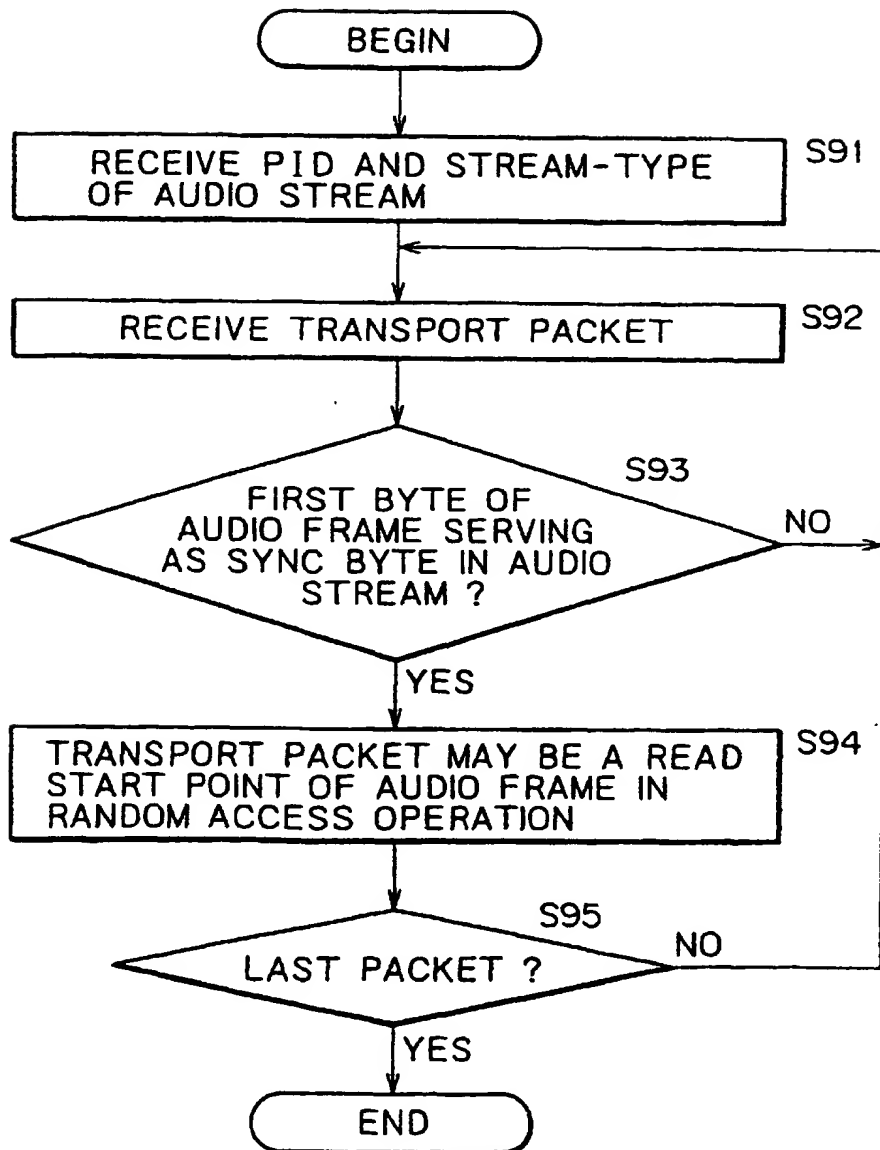 BEGIN
RECEIVE PID AND STREAM-TYPE
OF AUDIO STREAM
S91
RECEIVE TRANSPORT PACKET
S92
S93
FIRST BYTE OF
AUDIO FRAME SERVING
AS SYNC BYTE IN AUDIO
STREAM ?
NO
YES
TRANSPORT PACKET MAY BE A READ
START POINT OF AUDIO FRAME IN
RANDOM ACCESS OPERATION
S94
S95
LAST PACKET ?
NO
YES
END